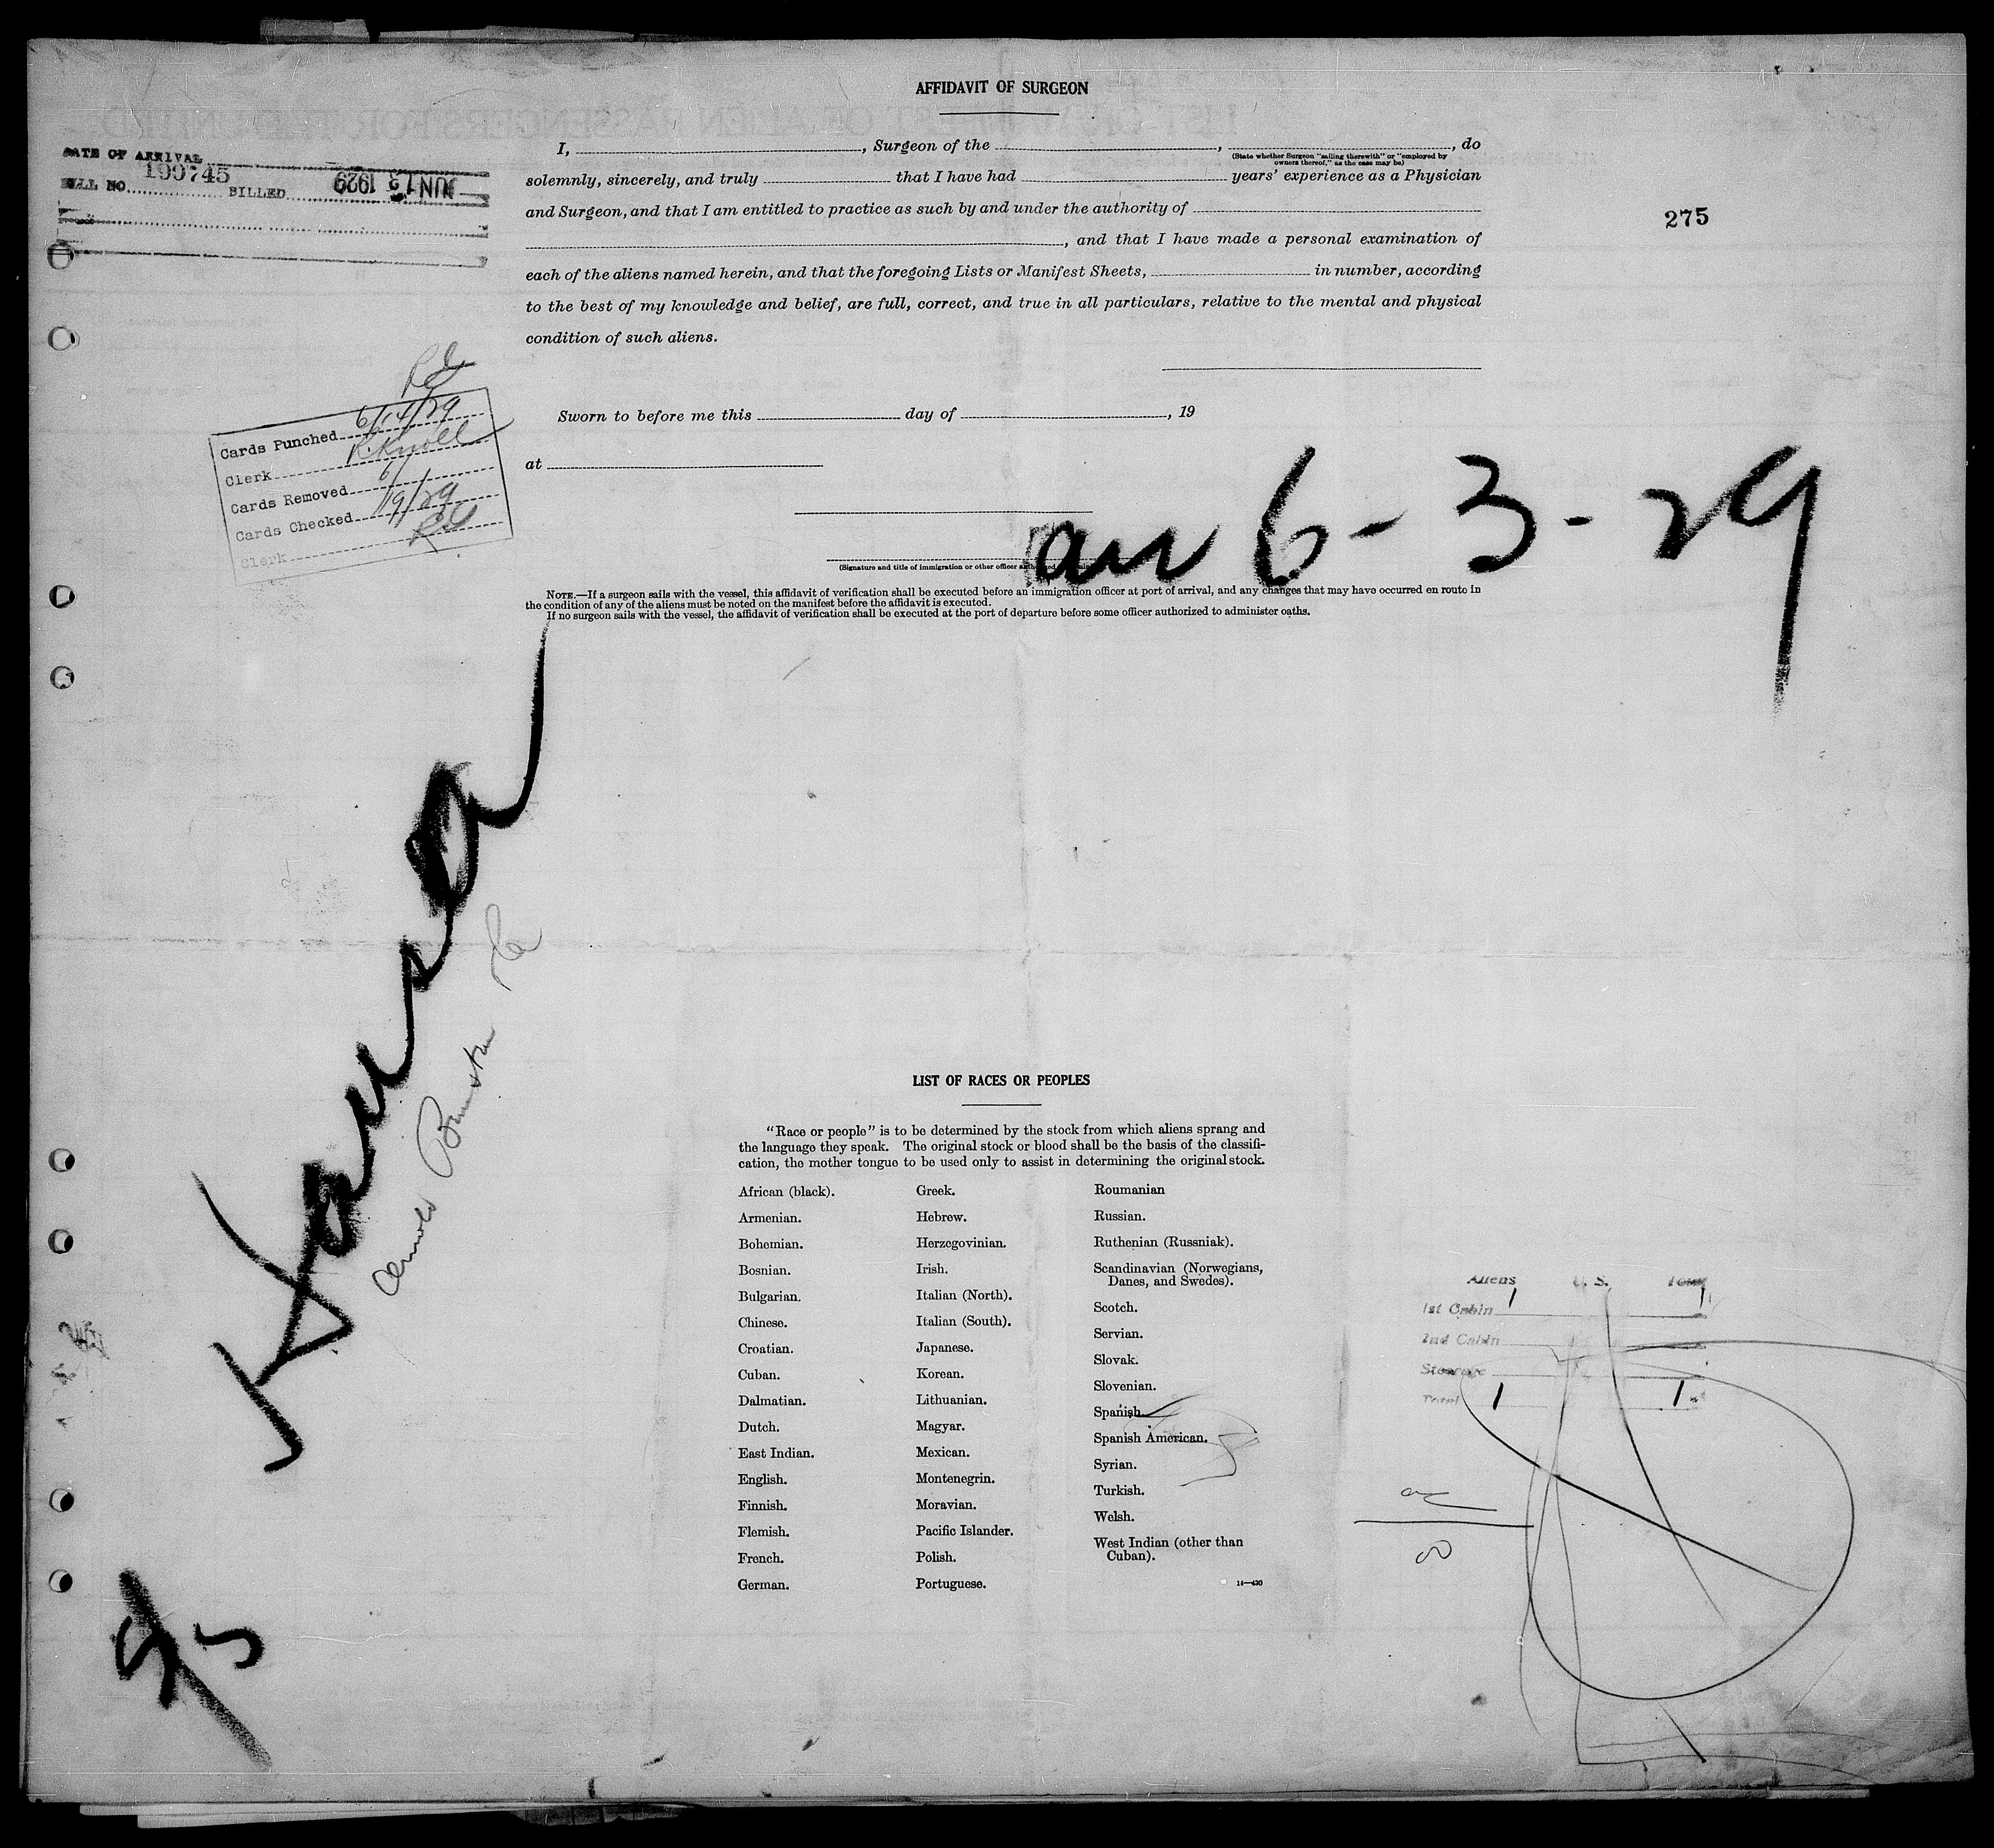 AFFIDAVIT OF SURGEON
I, , Surgeon of the , , do
(State whether Surgeon "sailing therewith" or "employed by
owners thereof," as the case may be)
solemnly, sincerely, and truly that I have had years' experience as a Physician
and Surgeon, and that I am entitled to practice as such by and under the authority of
, and that I have made a personal examination of
each of the aliens named herein, and that the foregoing Lists or Manifest Sheets, in number, according
to the best of my knowledge and belief, are full, correct, and true in all particulars, relative to the mental and physical
condition of such aliens.
Sworn to before me this day of , 19
at
(Signature and title of immigration or other officer
NOTE.—If a surgeon sails with the vessel, this affidavit of verification shall be executed before an immigration officer at port of arrival, and any changes that may have occurred en route in
the condition of any of the aliens must be noted on the manifest before the affidavit is executed.
If no surgeon sails with the vessel, the affidavit of verification shall be executed at the port of departure before some officer authorized to administer oaths.
DATE OF ARRIVAL
BILL NO. 190745 BILLED JUN 13 1929
275
Cards Punched 6/14/29
Clerk R Knoll
Cards Removed 6/
Cards Checked 19/29
Clerk
arr 6-3-29
Arnold
LIST OF RACES OR PEOPLES
"Race or people" is to be determined by the stock from which aliens sprang and
the language they speak. The original stock or blood shall be the basis of the classifi-
cation, the mother tongue to be used only to assist in determining the original stock.
African (black).
Armenian.
Bohemian.
Bosnian.
Bulgarian.
Chinese.
Croatian.
Cuban.
Dalmatian.
Dutch.
East Indian.
English.
Finnish.
Flemish.
French.
German.
Greek.
Hebrew.
Herzegovinian.
Irish.
Italian (North).
Italian (South).
Japanese.
Korean.
Lithuanian.
Magyar.
Mexican.
Montenegrin.
Moravian.
Pacific Islander.
Polish.
Portuguese.
Roumanian
Russian.
Ruthenian (Russniak).
Scandinavian (Norwegians,
Danes, and Swedes).
Scotch.
Servian.
Slovak.
Slovenian.
Spanish.
Spanish American.
Syrian.
Turkish.
Welsh.
West Indian (other than
Cuban).
14—430
Aliens U. S. Total
1st Cabin 1 1
2nd Cabin
Steerage
Total 1 1